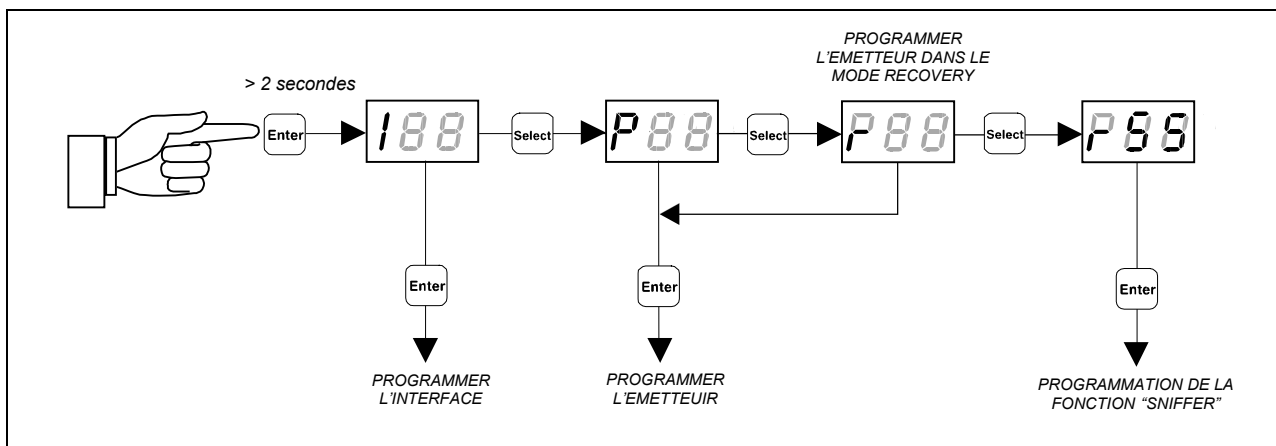 PROGRAMMER
L'EMETTEUR DANS LE
MODE RECOVERY
> 2 secondes
Enter
I88
Select
P88
Select
r88
Select
rSS
Enter
Enter
Enter
PROGRAMMER
L'INTERFACE
PROGRAMMER
L'EMETTEUIR
PROGRAMMATION DE LA
FONCTION “SNIFFER”